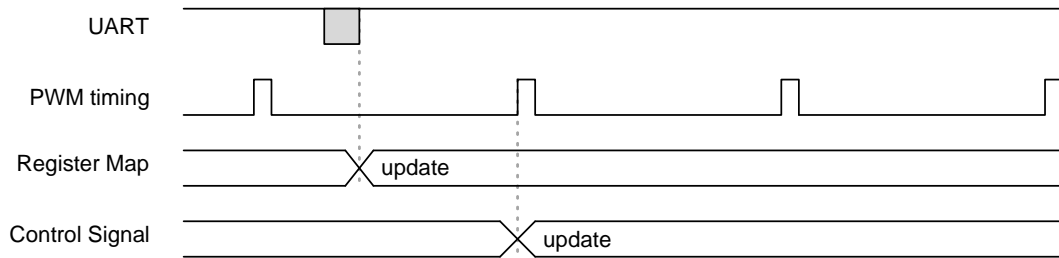 UART
PWM timing
Register Map
update
Control Signal
update